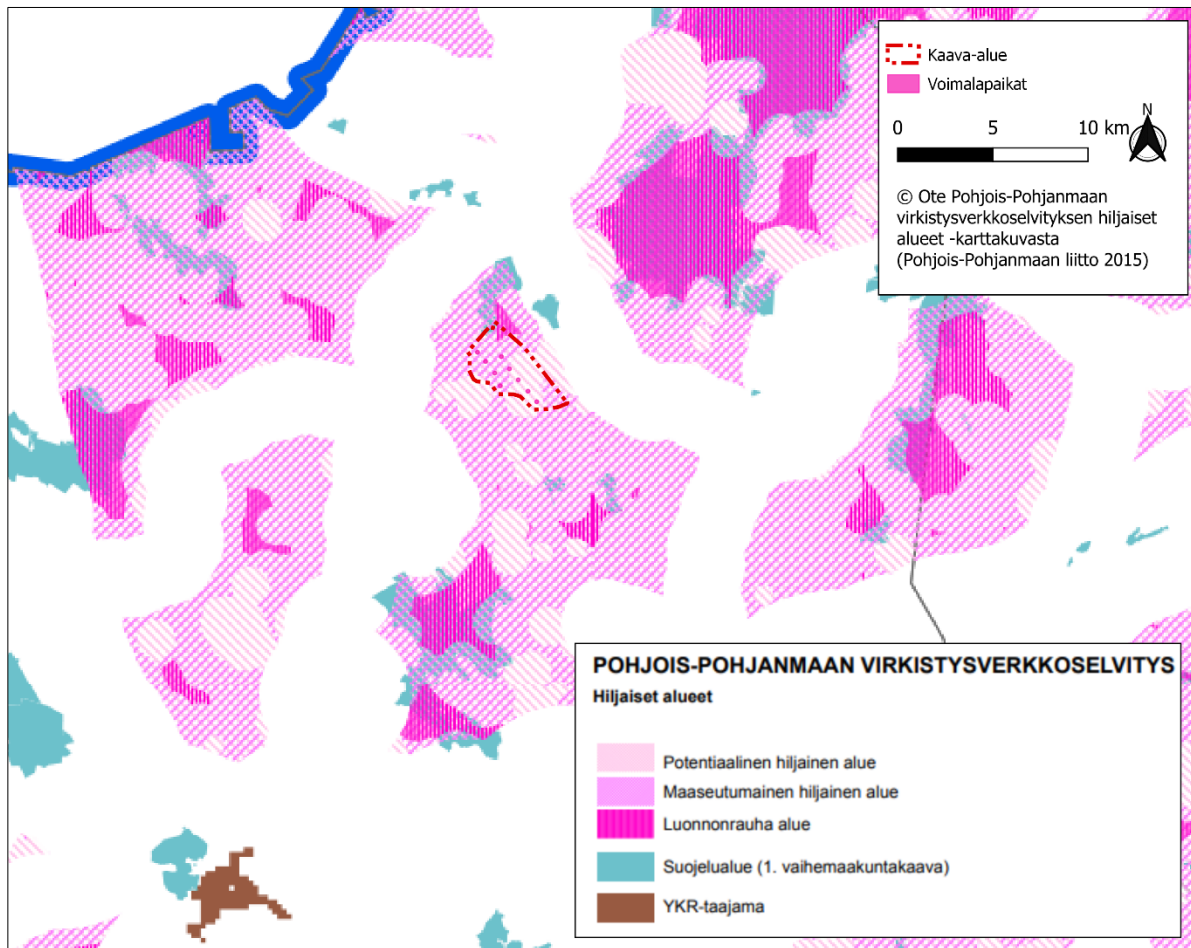 Kaava-alue
Voimalapaikat
0 5 10 km
N
© Ote Pohjois-Pohjanmaan
virkistysverkkoselvityksen hiljaiset
alueet -karttakuvasta
(Pohjois-Pohjanmaan liitto 2015)
POHJOIS-POHJANMAAN VIRKISTYSVERKKOSELVITYS
Hiljaiset alueet
Potentiaalinen hiljainen alue
Maaseutumainen hiljainen alue
Luonnonrauha alue
Suojelualue (1. vaihemaakuntakaava)
YKR-taajama